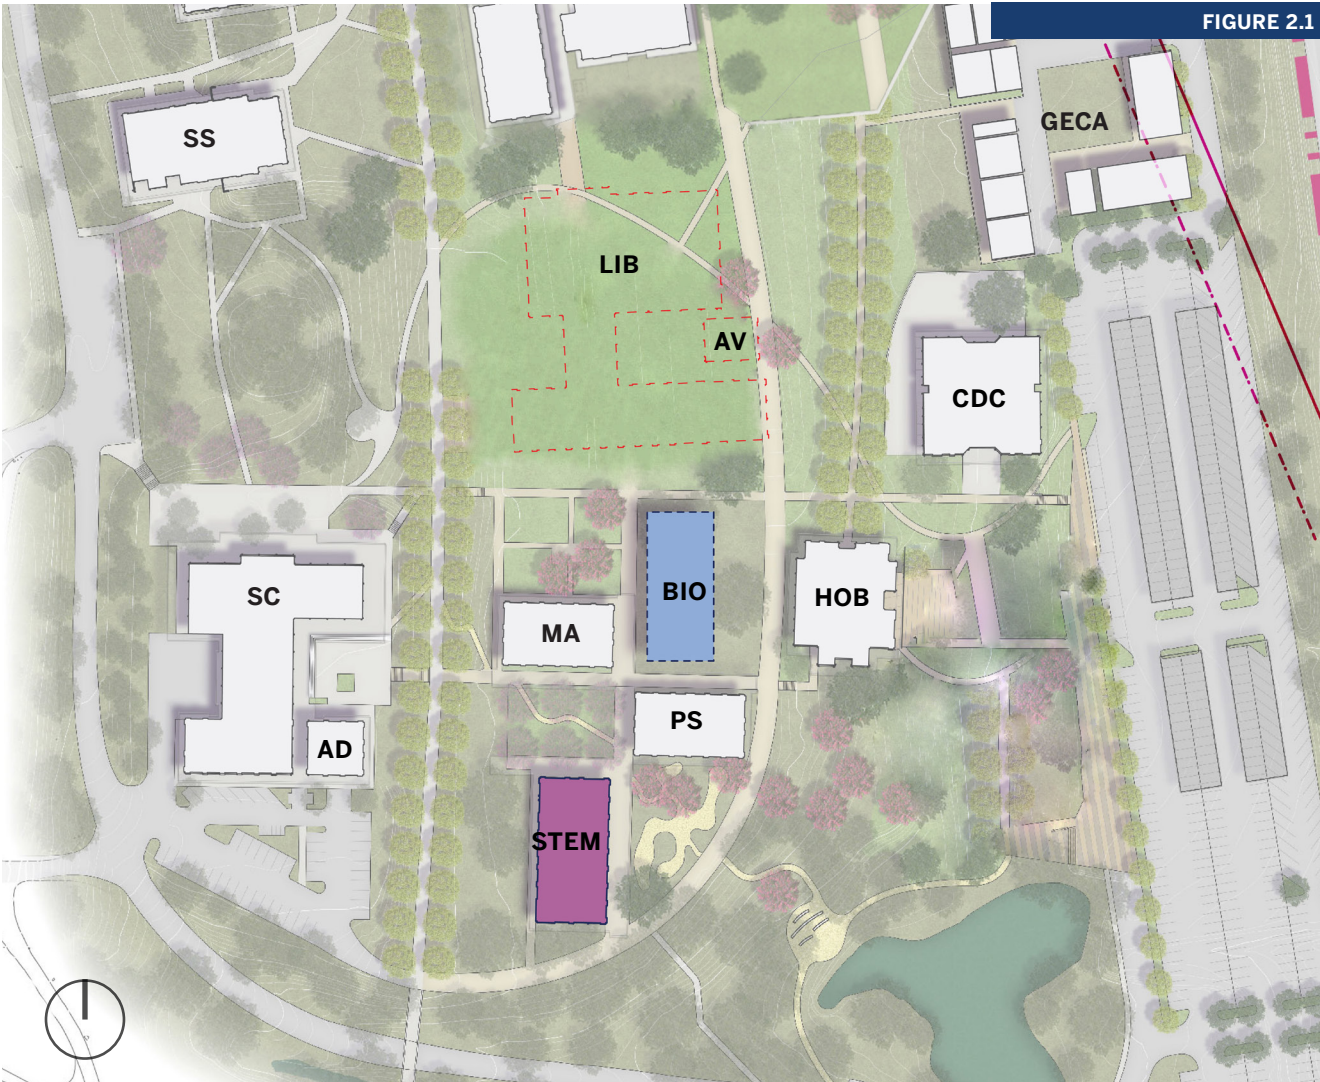 FIGURE 2.1
SS
GECA
LIB
AV
CDC
SC
MA
BIO
HOB
PS
AD
STEM